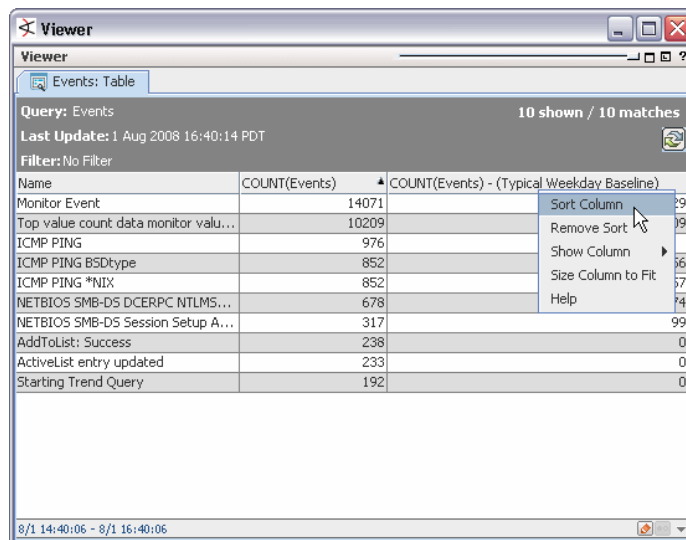 Viewer
Viewer
Events: Table
Query: Events 10 shown / 10 matches
Last Update: 1 Aug 2008 16:40:14 PDT
Filter: No Filter
Name COUNT(Events) COUNT(Events) - (Typical Weekday Baseline)
Monitor Event 14071 29
Top value count data monitor valu... 10209 09
ICMP PING 976
ICMP PING BSDtype 852 56
ICMP PING *NIX 852 57
NETBIOS SMB-DS DCERPC NTLMS... 678 74
NETBIOS SMB-DS Session Setup A... 317 99
AddToList: Success 238 0
ActiveList entry updated 233 0
Starting Trend Query 192 0
Sort Column
Remove Sort
Show Column
Size Column to Fit
Help
8/1 14:40:06 - 8/1 16:40:06